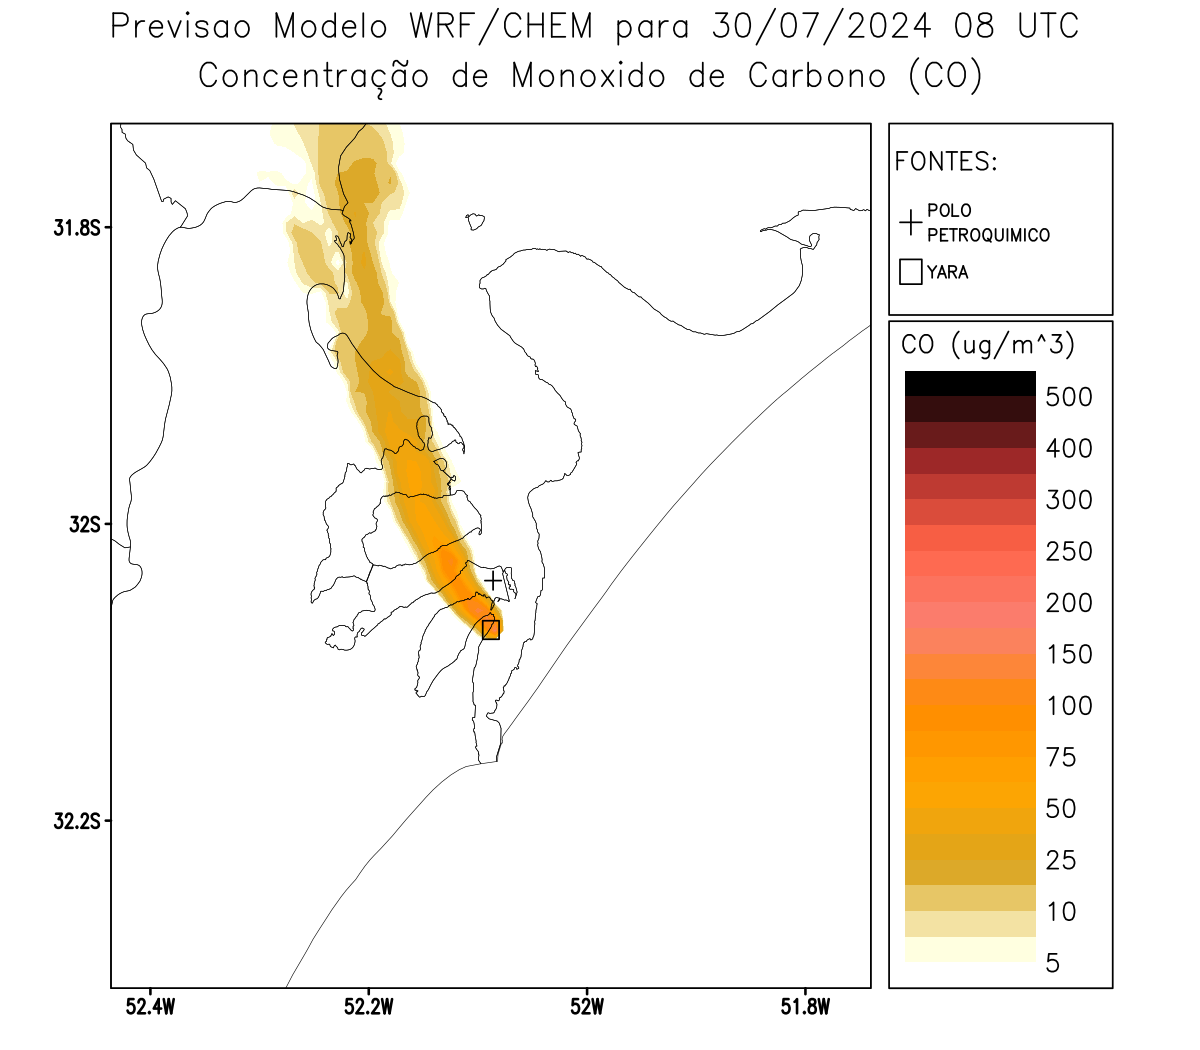 Previsao Modelo WRF/CHEM para 30/07/2024 08 UTC
Concentração de Monoxido de Carbono (CO)
FONTES:
POLO
PETROQUIMICO
YARA
CO (ug/m^3)
500
400
300
250
200
150
100
75
50
25
10
5
31.8S
32S
32.2S
52.4W
52.2W
52W
51.8W